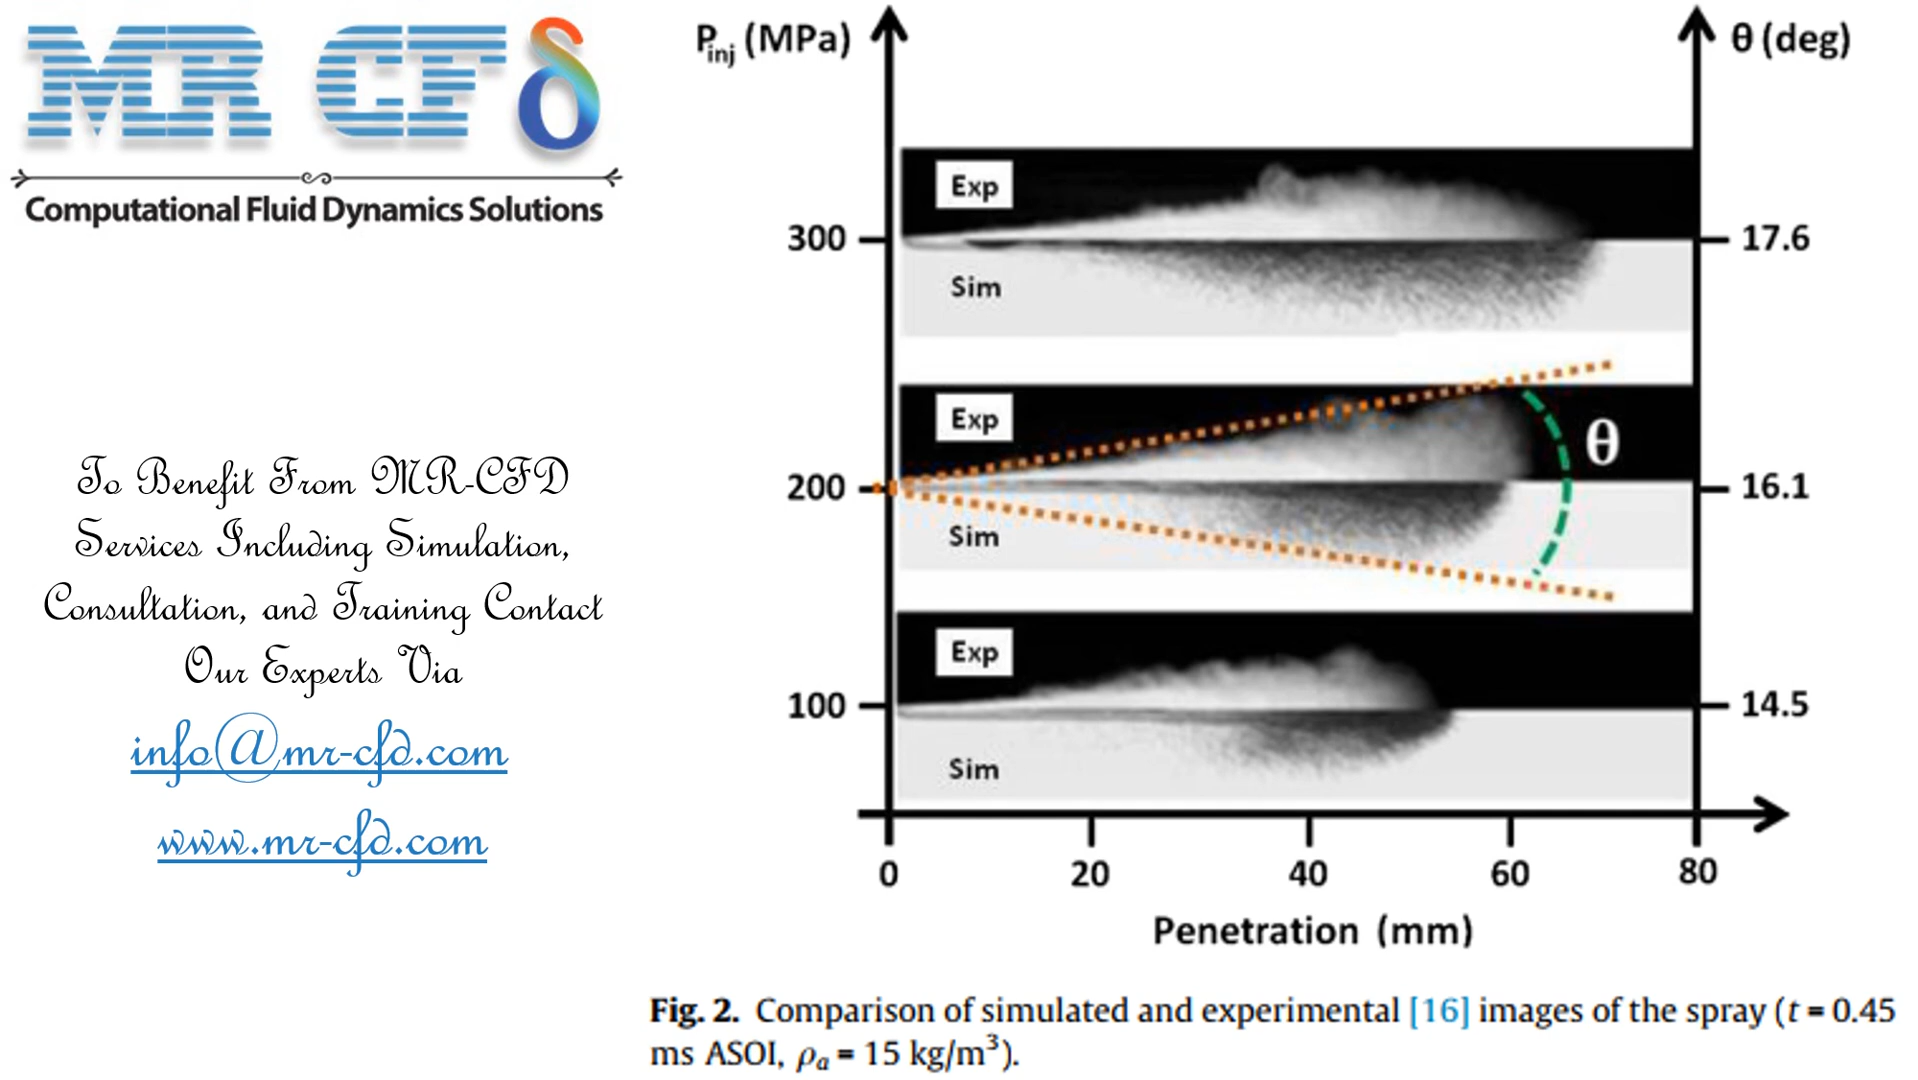 MR CFδ
Computational Fluid Dynamics Solutions
To Benefit From MR-CFD
Services Including Simulation,
Consultation, and Training Contact
Our Experts Via
info@mr-cfd.com
www.mr-cfd.com
Pinj (MPa)
θ (deg)
Exp
300
17.6
Sim
Exp
θ
200
16.1
Sim
Exp
100
14.5
Sim
0 20 40 60 80
Penetration (mm)
Fig. 2. Comparison of simulated and experimental [16] images of the spray (t = 0.45
ms ASOI, ρa = 15 kg/m³).